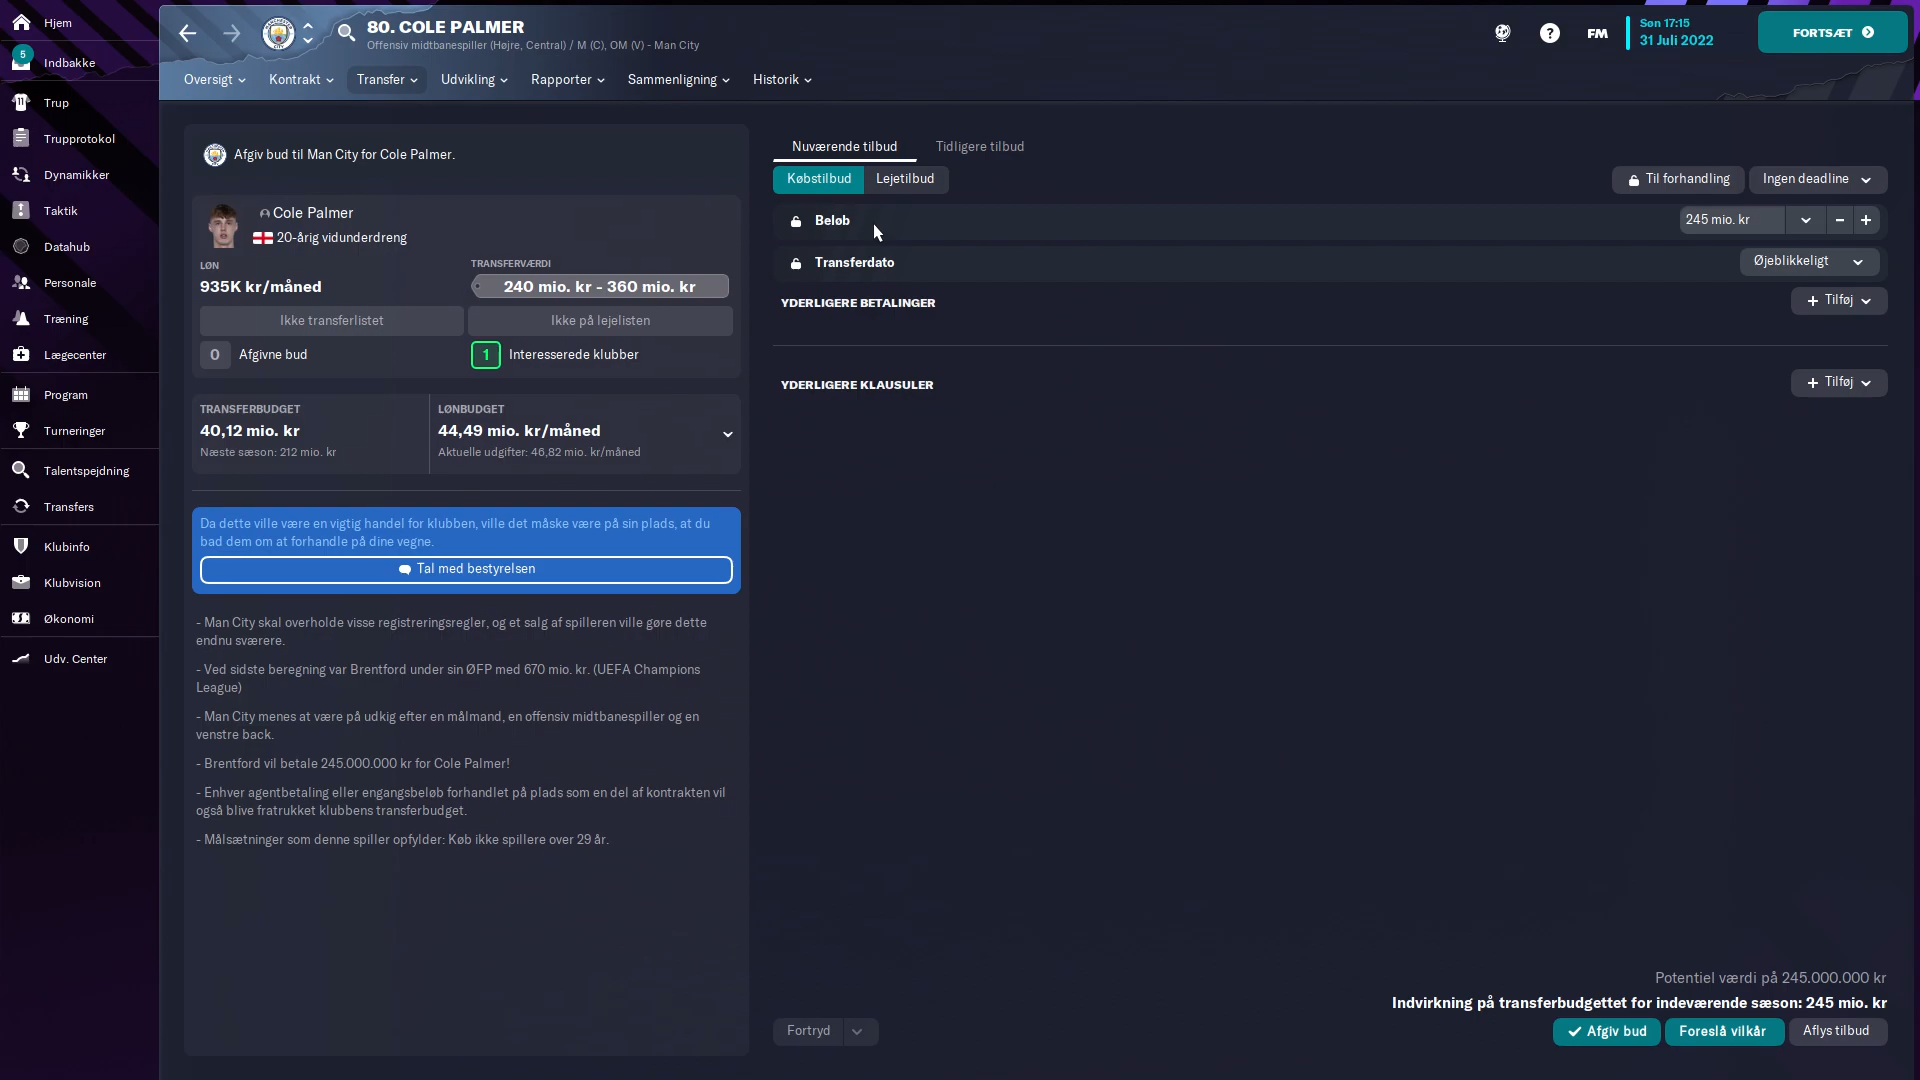 Hjem
5
Indbakke
Trup
Trupprotokol
Dynamikker
Taktik
Datahub
Personale
Træning
Lægecenter
Program
Turneringer
Talentspejdning
Transfers
Klubinfo
Klubvision
Økonomi
Udv. Center
80. COLE PALMER
Offensiv midtbanespiller (Højre, Central) / M (C), OM (V) - Man City
FM
Søn 17:15
31 Juli 2022
FORTSÆT
Oversigt
Kontrakt
Transfer
Udvikling
Rapporter
Sammenligning
Historik
Afgiv bud til Man City for Cole Palmer.
Cole Palmer
20-årig vidunderdreng
LØN
935K kr/måned
TRANSFERVÆRDI
240 mio. kr - 360 mio. kr
Ikke transferlistet
Ikke på lejelisten
0 Afgivne bud
1 Interesserede klubber
TRANSFERBUDGET
40,12 mio. kr
Næste sæson: 212 mio. kr
LØNBUDGET
44,49 mio. kr/måned
Aktuelle udgifter: 46,82 mio. kr/måned
Da dette ville være en vigtig handel for klubben, ville det måske være på sin plads, at du
bad dem om at forhandle på dine vegne.
Tal med bestyrelsen
- Man City skal overholde visse registreringsregler, og et salg af spilleren ville gøre dette
endnu sværere.
- Ved sidste beregning var Brentford under sin ØFP med 670 mio. kr. (UEFA Champions
League)
- Man City menes at være på udkig efter en målmand, en offensiv midtbanespiller og en
venstre back.
- Brentford vil betale 245.000.000 kr for Cole Palmer!
- Enhver agentbetaling eller engangsbeløb forhandlet på plads som en del af kontrakten vil
også blive fratrukket klubbens transferbudget.
- Målsætninger som denne spiller opfylder: Køb ikke spillere over 29 år.
Nuværende tilbud
Tidligere tilbud
Købstilbud
Lejetilbud
Til forhandling
Ingen deadline
Beløb
245 mio. kr
Transferdato
Øjeblikkeligt
YDERLIGERE BETALINGER
+ Tilføj
YDERLIGERE KLAUSULER
+ Tilføj
Potentiel værdi på 245.000.000 kr
Indvirkning på transferbudgettet for indeværende sæson: 245 mio. kr
Fortryd
Afgiv bud
Foreslå vilkår
Aflys tilbud